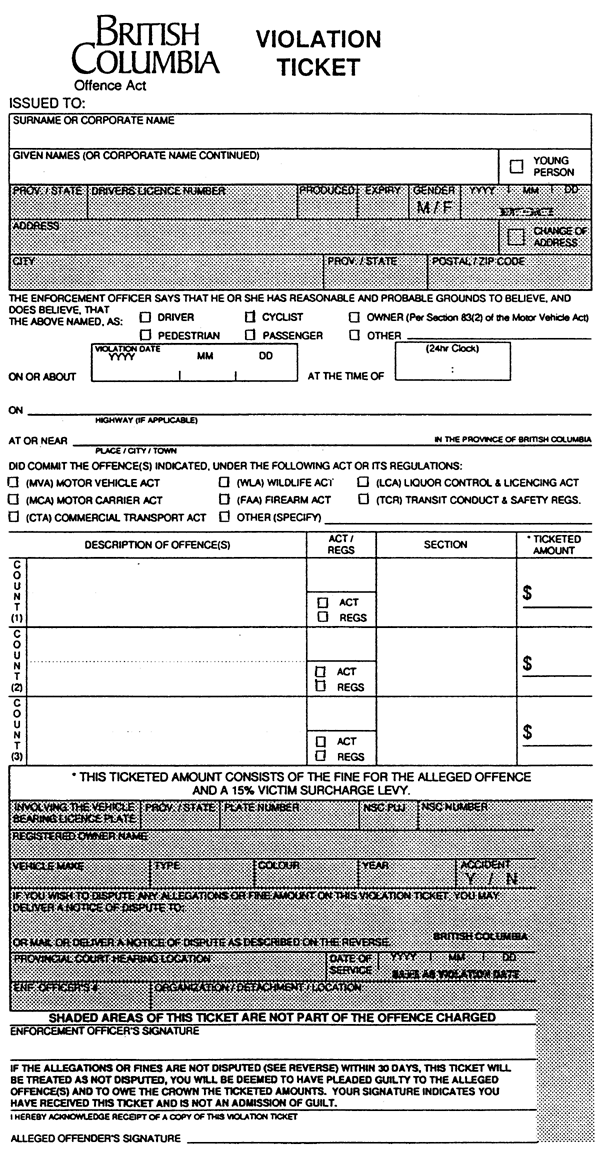 BRITISH
COLUMBIA
Offence Act
VIOLATION
TICKET
ISSUED TO:
SURNAME OR CORPORATE NAME
GIVEN NAMES (OR CORPORATE NAME CONTINUED)
YOUNG
PERSON
PROV. / STATE DRIVERS LICENCE NUMBER PRODUCED EXPIRY GENDER YYYY MM DD
M / F
ADDRESS
CHANGE OF
ADDRESS
CITY PROV. / STATE POSTAL / ZIP CODE
THE ENFORCEMENT OFFICER SAYS THAT HE OR SHE HAS REASONABLE AND PROBABLE GROUNDS TO BELIEVE, AND
DOES BELIEVE, THAT
THE ABOVE NAMED, AS: DRIVER CYCLIST OWNER (Per Section 83(2) of the Motor Vehicle Act)
PEDESTRIAN PASSENGER OTHER
VIOLATION DATE
YYYY MM DD
(24hr Clock)
:
ON OR ABOUT AT THE TIME OF
ON
HIGHWAY (IF APPLICABLE)
AT OR NEAR IN THE PROVINCE OF BRITISH COLUMBIA
PLACE / CITY / TOWN
DID COMMIT THE OFFENCE(S) INDICATED, UNDER THE FOLLOWING ACT OR ITS REGULATIONS:
(MVA) MOTOR VEHICLE ACT (WLA) WILDLIFE ACT (LCA) LIQUOR CONTROL & LICENCING ACT
(MCA) MOTOR CARRIER ACT (FAA) FIREARM ACT (TCR) TRANSIT CONDUCT & SAFETY REGS.
(CTA) COMMERCIAL TRANSPORT ACT OTHER (SPECIFY)
DESCRIPTION OF OFFENCE(S) ACT / REGS SECTION * TICKETED AMOUNT
COUNT (1) ACT REGS $
COUNT (2) ACT REGS $
COUNT (3) ACT REGS $
* THIS TICKETED AMOUNT CONSISTS OF THE FINE FOR THE ALLEGED OFFENCE
AND A 15% VICTIM SURCHARGE LEVY.
INVOLVING THE VEHICLE PROV. / STATE PLATE NUMBER NSC PUJ NSC NUMBER
BEARING LICENCE PLATE
REGISTERED OWNER NAME
VEHICLE MAKE TYPE COLOUR YEAR ACCIDENT
Y / N
IF YOU WISH TO DISPUTE ANY ALLEGATIONS OR FINE AMOUNT ON THIS VIOLATION TICKET, YOU MAY
DELIVER A NOTICE OF DISPUTE TO:
BRITISH COLUMBIA
OR MAIL OR DELIVER A NOTICE OF DISPUTE AS DESCRIBED ON THE REVERSE.
PROVINCIAL COURT HEARING LOCATION DATE OF SERVICE YYYY MM DD
SAME AS VIOLATION DATE
ENF. OFFICER'S # ORGANIZATION / DETACHMENT / LOCATION
SHADED AREAS OF THIS TICKET ARE NOT PART OF THE OFFENCE CHARGED
ENFORCEMENT OFFICER'S SIGNATURE
IF THE ALLEGATIONS OR FINES ARE NOT DISPUTED (SEE REVERSE) WITHIN 30 DAYS, THIS TICKET WILL
BE TREATED AS NOT DISPUTED, YOU WILL BE DEEMED TO HAVE PLEADED GUILTY TO THE ALLEGED
OFFENCE(S) AND TO OWE THE CROWN THE TICKETED AMOUNTS. YOUR SIGNATURE INDICATES YOU
HAVE RECEIVED THIS TICKET AND IS NOT AN ADMISSION OF GUILT.
I HEREBY ACKNOWLEDGE RECEIPT OF A COPY OF THIS VIOLATION TICKET
ALLEGED OFFENDER'S SIGNATURE